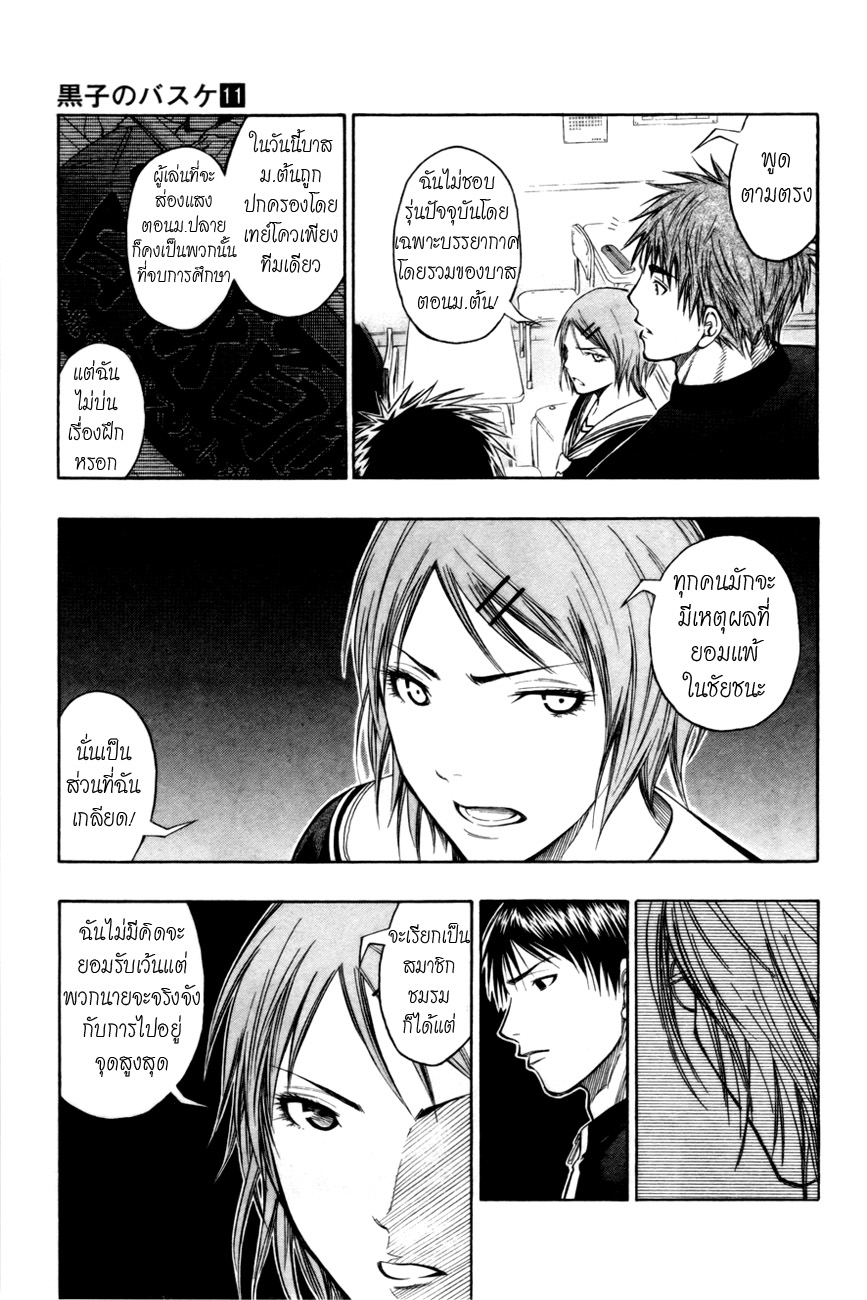 黒子のバスケ11
พูด
ตามตรง
ฉันไม่ชอบ
รุ่นปัจจุบันโดย
เฉพาะบรรยากาศ
โดยรวมของบาส
ตอนม.ต้น!
ในวันนี้บาส
ม.ต้นถูก
ปกครองโดย
เทย์โควเพียง
ทีมเดียว
ผู้เล่นที่จะ
ส่องแสง
ตอนม.ปลาย
ก็คงเป็นพวกนั้น
ที่จบการศึกษา
แต่ฉัน
ไม่บ่น
เรื่องฝึก
หรอก
ทุกคนมักจะ
มีเหตุผลที่
ยอมแพ้
ในชัยชนะ
นั่นเป็น
ส่วนที่ฉัน
เกลียด!
จะเรียกเป็น
สมาชิก
ชมรม
ก็ได้แต่
ฉันไม่มีคิดจะ
ยอมรับเว้นแต่
พวกนายจะจริงจัง
กับการไปอยู่
จุดสูงสุด